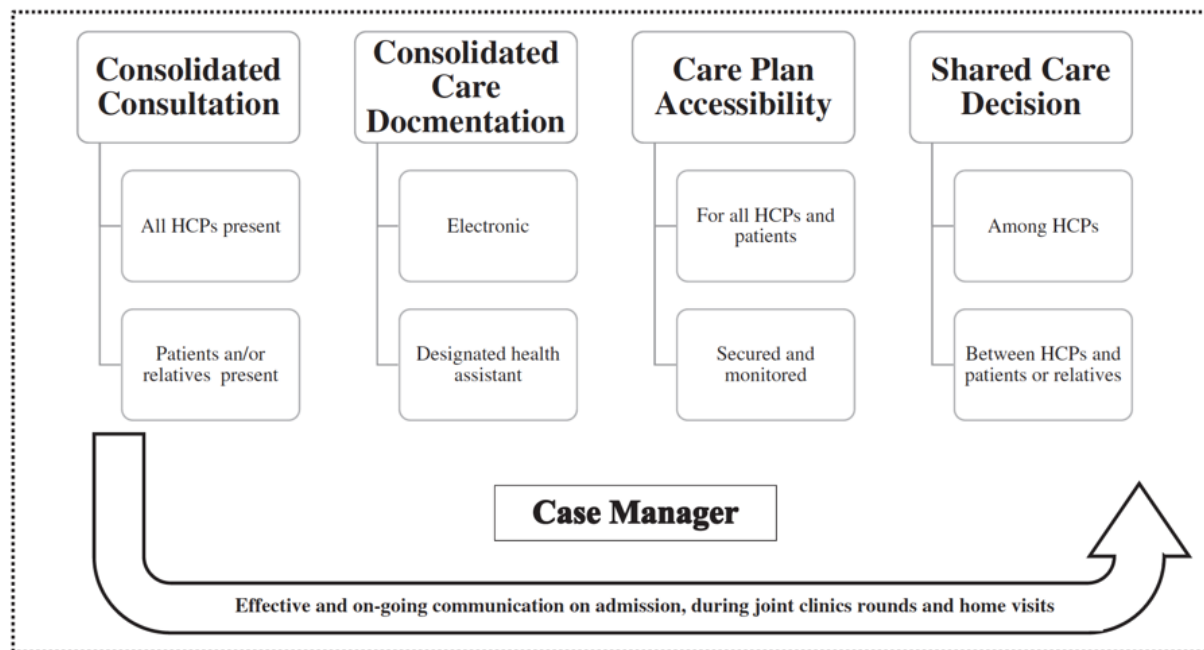 Consolidated
Consultation
All HCPs present
Patients an/or
relatives present
Consolidated
Care
Docmentation
Electronic
Designated health
assistant
Care Plan
Accessibility
For all HCPs and
patients
Secured and
monitored
Shared Care
Decision
Among HCPs
Between HCPs and
patients or relatives
Case Manager
Effective and on-going communication on admission, during joint clinics rounds and home visits